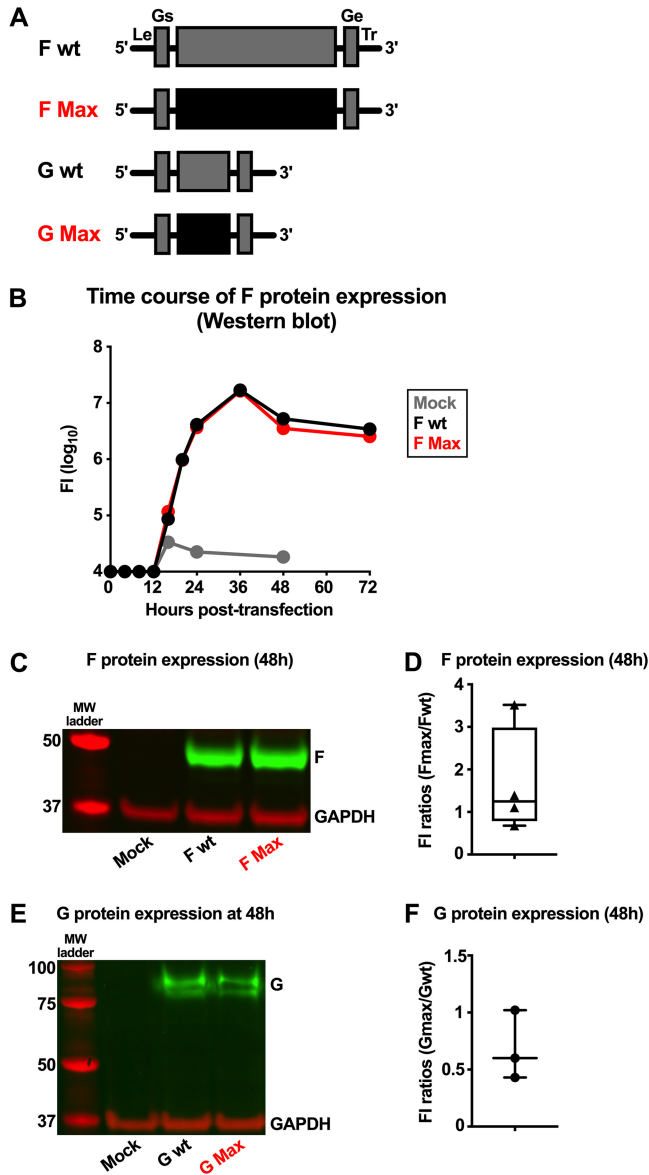 A
Gs Ge
Le Tr
F wt 5' 3'
F Max 5' 3'
G wt 5' 3'
G Max 5' 3'
B
Time course of F protein expression
(Western blot)
8
7
6
5
4
FI (log10)
0 12 24 36 48 60 72
Hours post-transfection
Mock
F wt
F Max
C
F protein expression (48h)
MW
ladder
50
37
F
GAPDH
Mock
F wt
F Max
D
F protein expression (48h)
4
3
2
1
0
FI ratios (Fmax/Fwt)
E
G protein expression at 48h
MW
ladder
100
75
50
37
G
GAPDH
Mock
G wt
G Max
F
G protein expression (48h)
1.5
1
0.5
0
FI ratios (Gmax/Gwt)